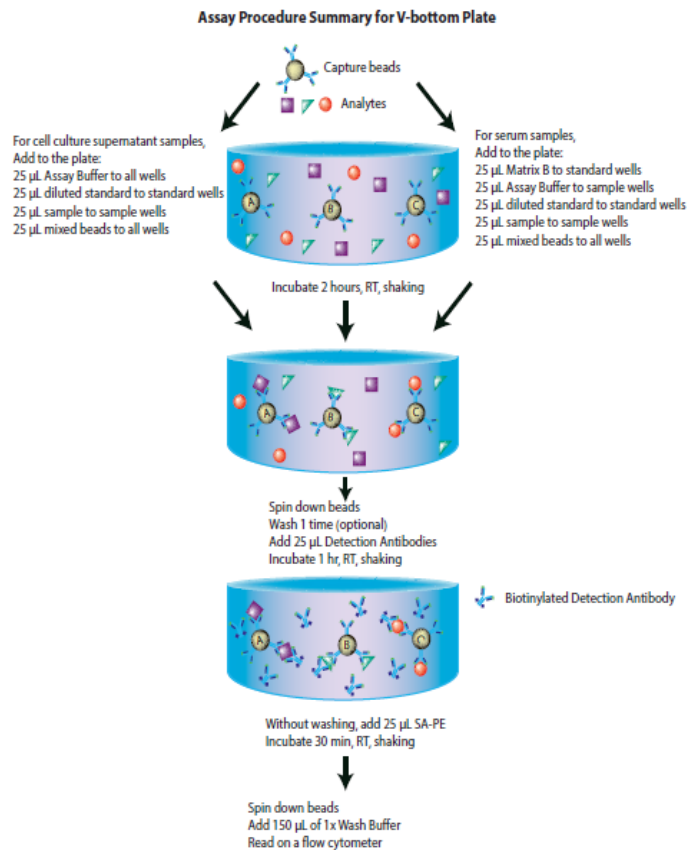 Assay Procedure Summary for V-bottom Plate
Capture beads
Analytes
For cell culture supernatant samples,
Add to the plate:
25 µL Assay Buffer to all wells
25 µL diluted standard to standard wells
25 µL sample to sample wells
25 µL mixed beads to all wells
For serum samples,
Add to the plate:
25 µL Matrix B to standard wells
25 µL Assay Buffer to sample wells
25 µL diluted standard to standard wells
25 µL sample to sample wells
25 µL mixed beads to all wells
A
B
C
Incubate 2 hours, RT, shaking
A
B
C
Spin down beads
Wash 1 time (optional)
Add 25 µL Detection Antibodies
Incubate 1 hr, RT, shaking
Biotinylated Detection Antibody
A
B
C
Without washing, add 25 µL SA-PE
Incubate 30 min, RT, shaking
Spin down beads
Add 150 µL of 1x Wash Buffer
Read on a flow cytometer